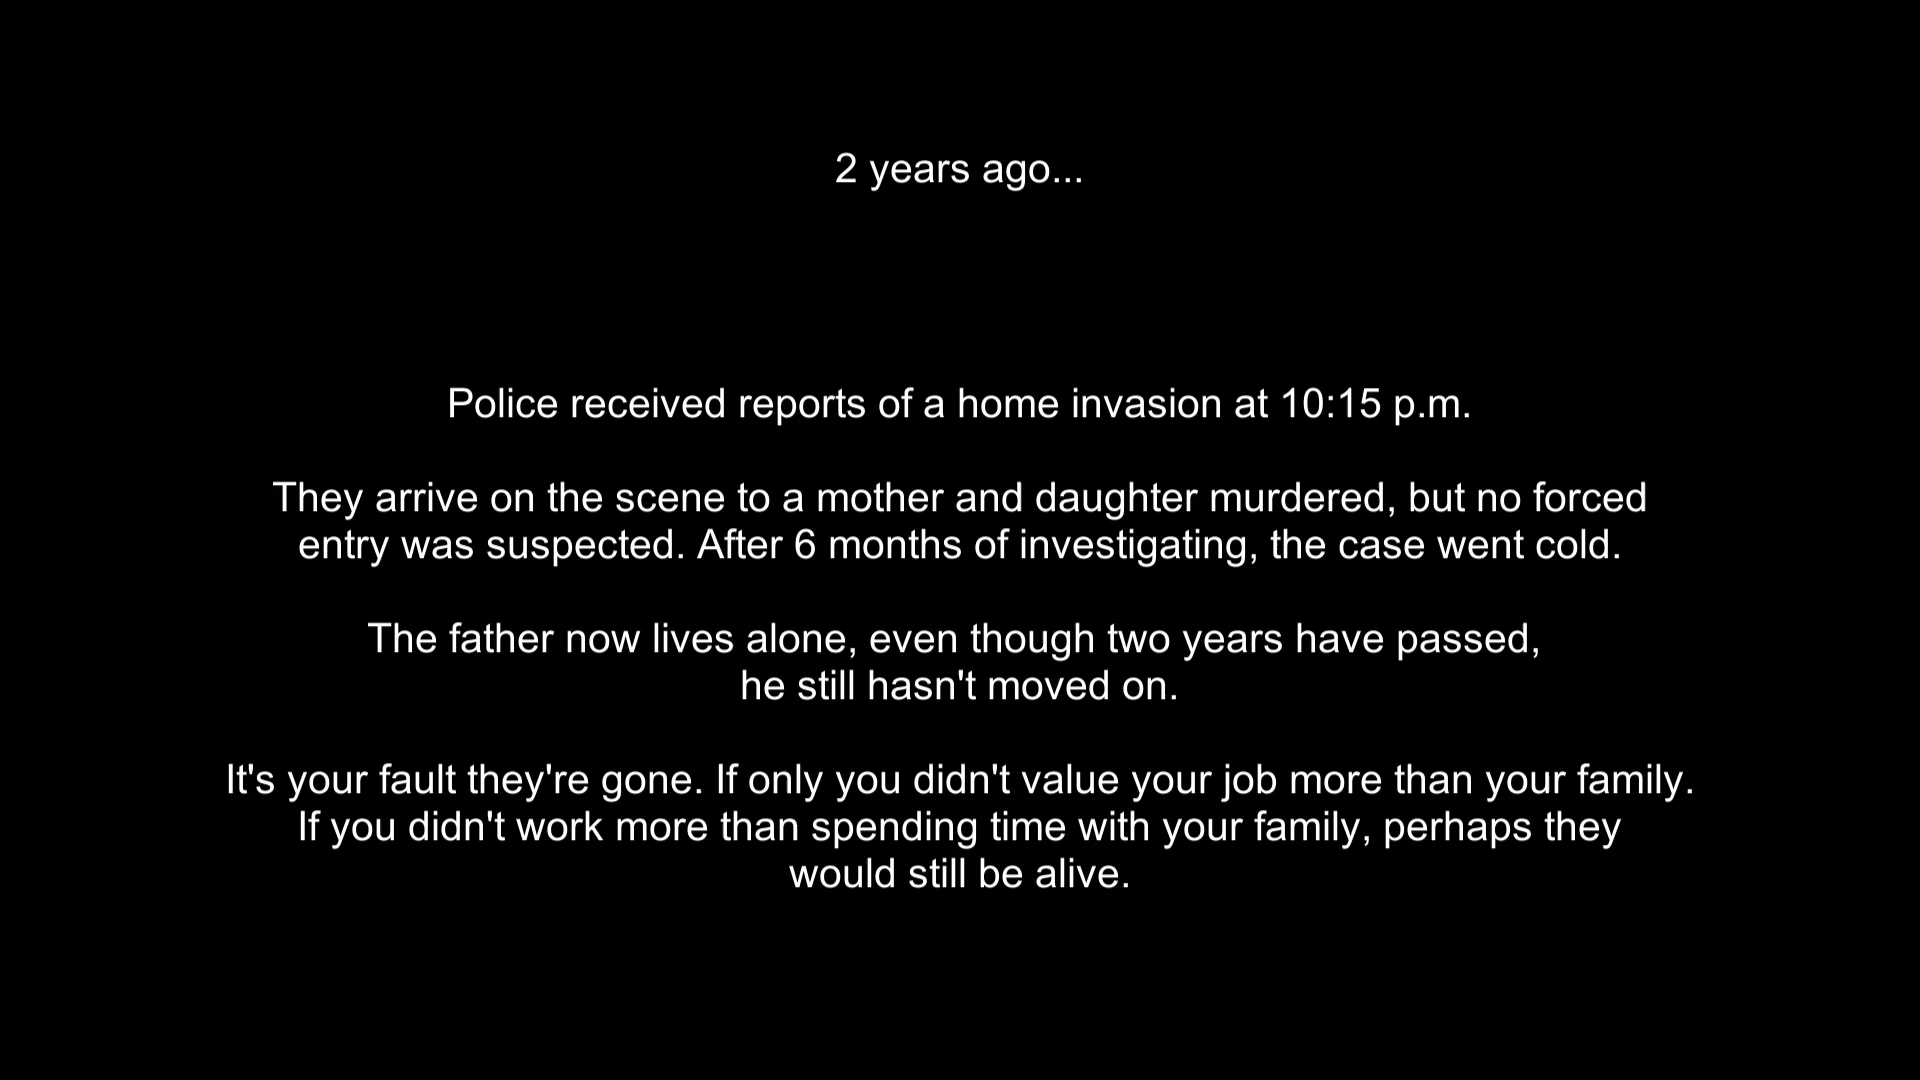 2 years ago...
Police received reports of a home invasion at 10:15 p.m.
They arrive on the scene to a mother and daughter murdered, but no forced
entry was suspected. After 6 months of investigating, the case went cold.
The father now lives alone, even though two years have passed,
he still hasn't moved on.
It's your fault they're gone. If only you didn't value your job more than your family.
If you didn't work more than spending time with your family, perhaps they
would still be alive.